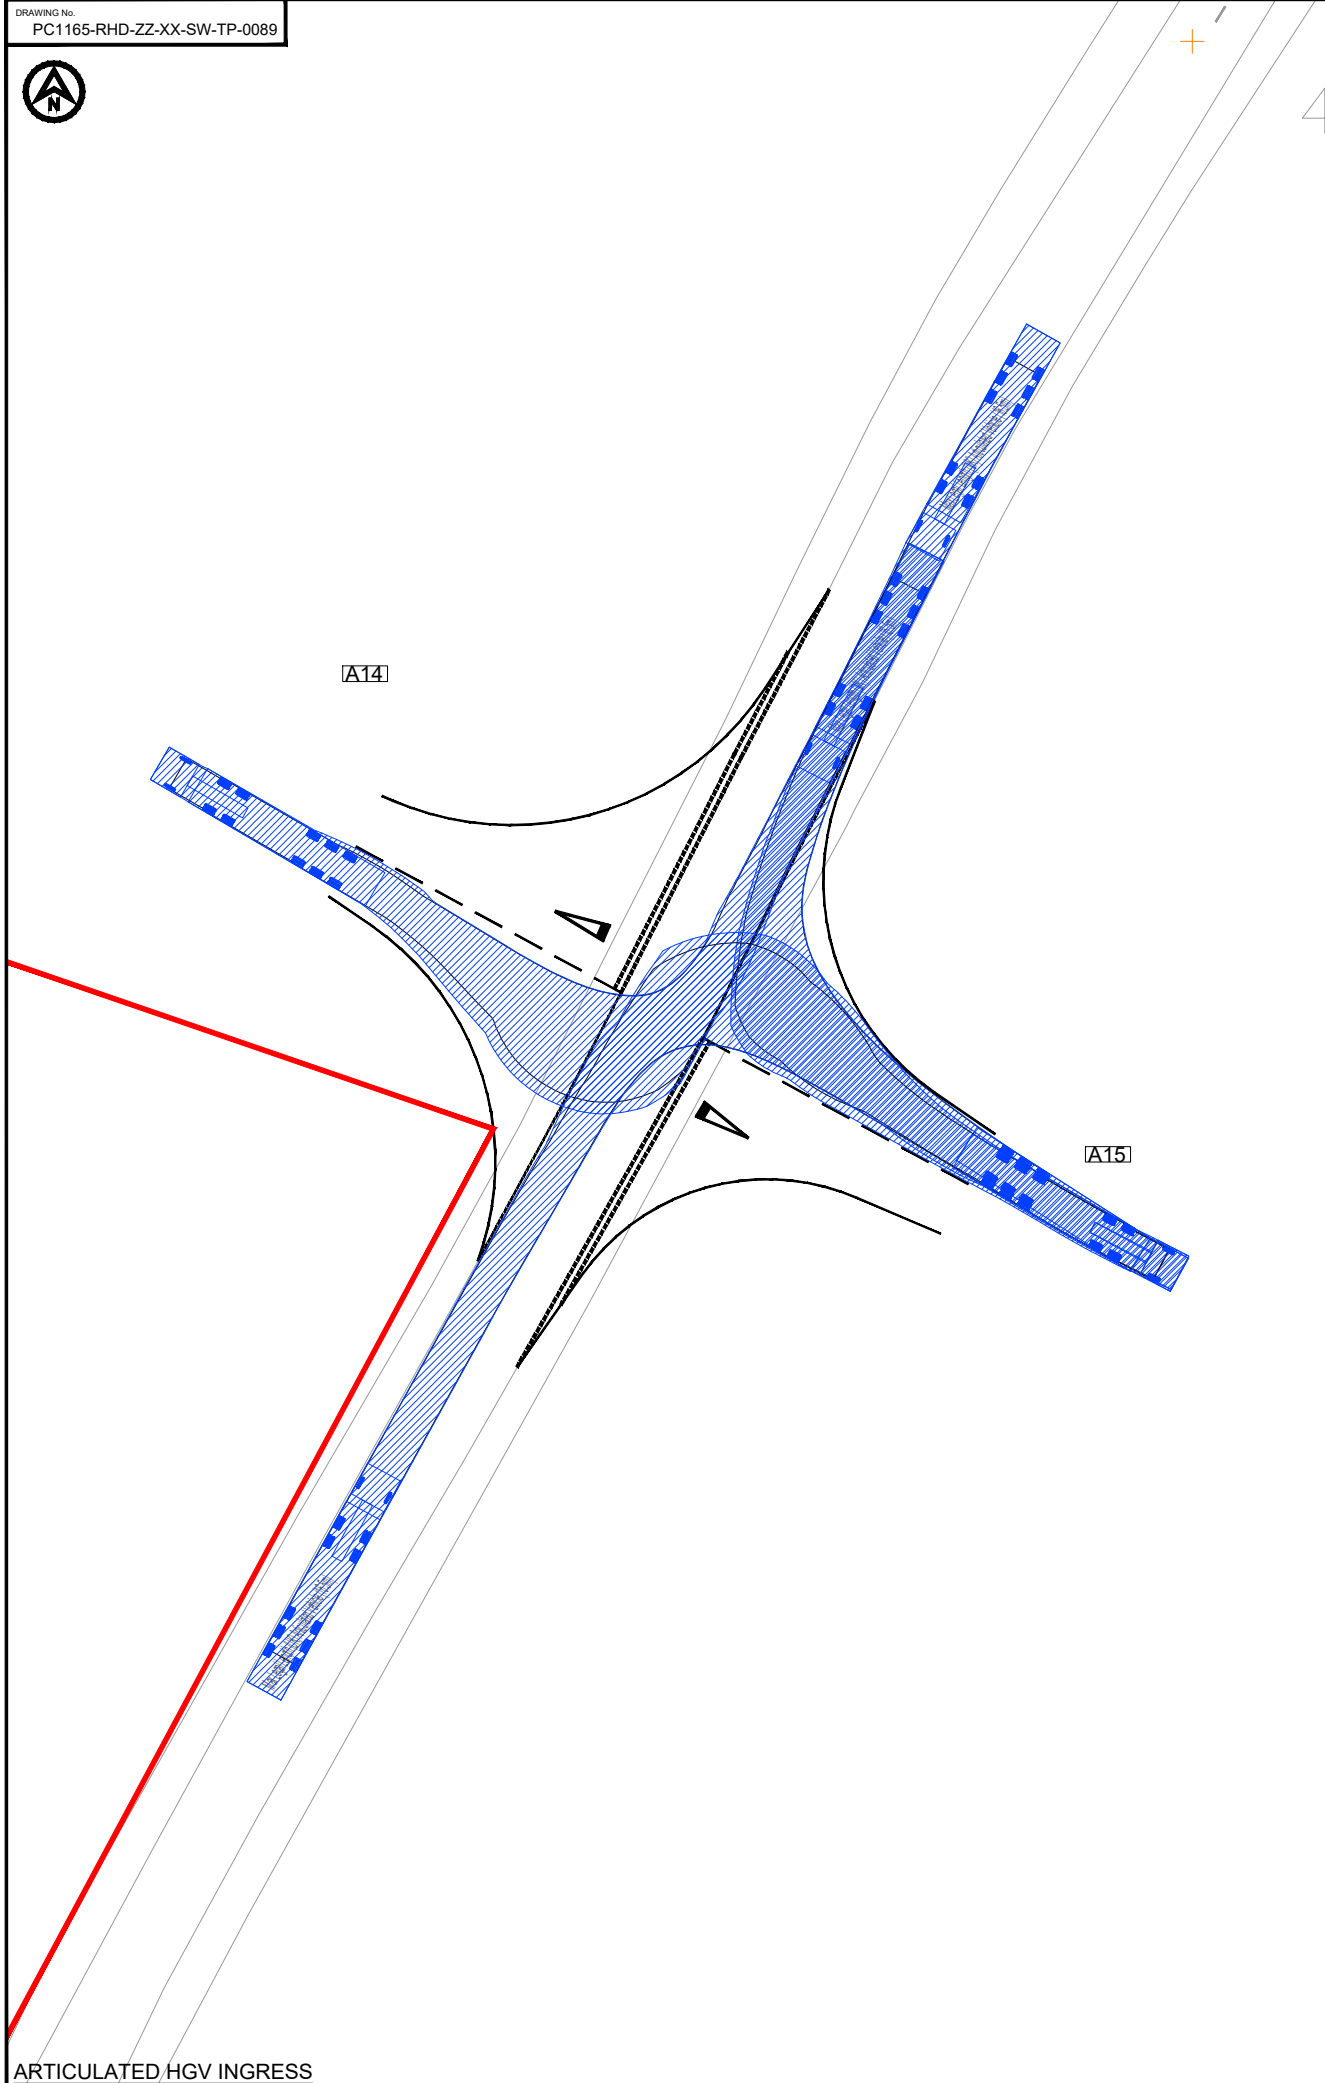 DRAWING No.
PC1165-RHD-ZZ-XX-SW-TP-0089
N
A14
A15
ARTICULATED HGV INGRESS